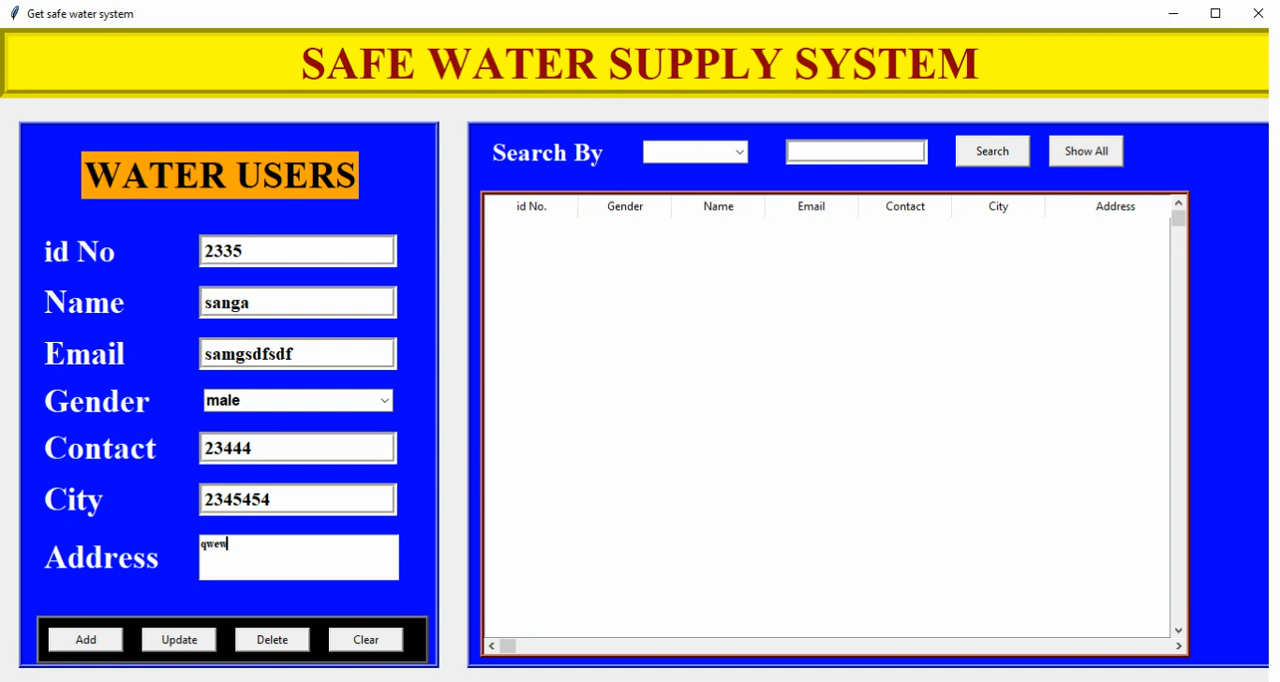 Get safe water system
SAFE WATER SUPPLY SYSTEM
WATER USERS
id No 2335
Name sanga
Email samgsdfsdf
Gender male
Contact 23444
City 2345454
Address qwew
Add Update Delete Clear
Search By Search Show All
id No. Gender Name Email Contact City Address